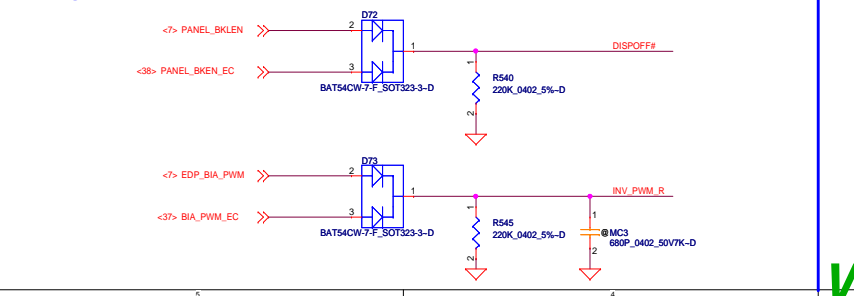 D72
<7> PANEL_BKLEN
2
1
DISPOFF#
<38> PANEL_BKEN_EC
3
1
R540
BAT54CW-7-F_SOT323-3~D
220K_0402_5%~D
2
D73
<7> EDP_BIA_PWM
2
1
INV_PWM_R
<37> BIA_PWM_EC
3
1
1
R545
@MC3
BAT54CW-7-F_SOT323-3~D
220K_0402_5%~D
680P_0402_50V7K~D
2
2
5
4